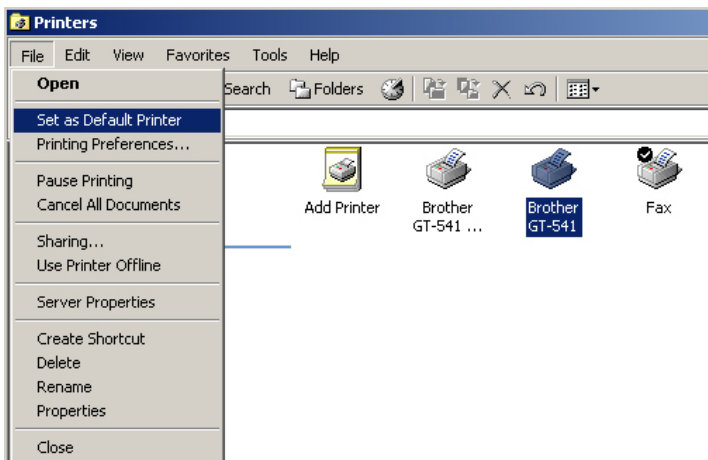 Printers
File Edit View Favorites Tools Help
Search Folders
Open
Set as Default Printer
Printing Preferences...
Pause Printing
Cancel All Documents
Sharing...
Use Printer Offline
Server Properties
Create Shortcut
Delete
Rename
Properties
Close
Add Printer
Brother
GT-541 ...
Brother
GT-541
Fax